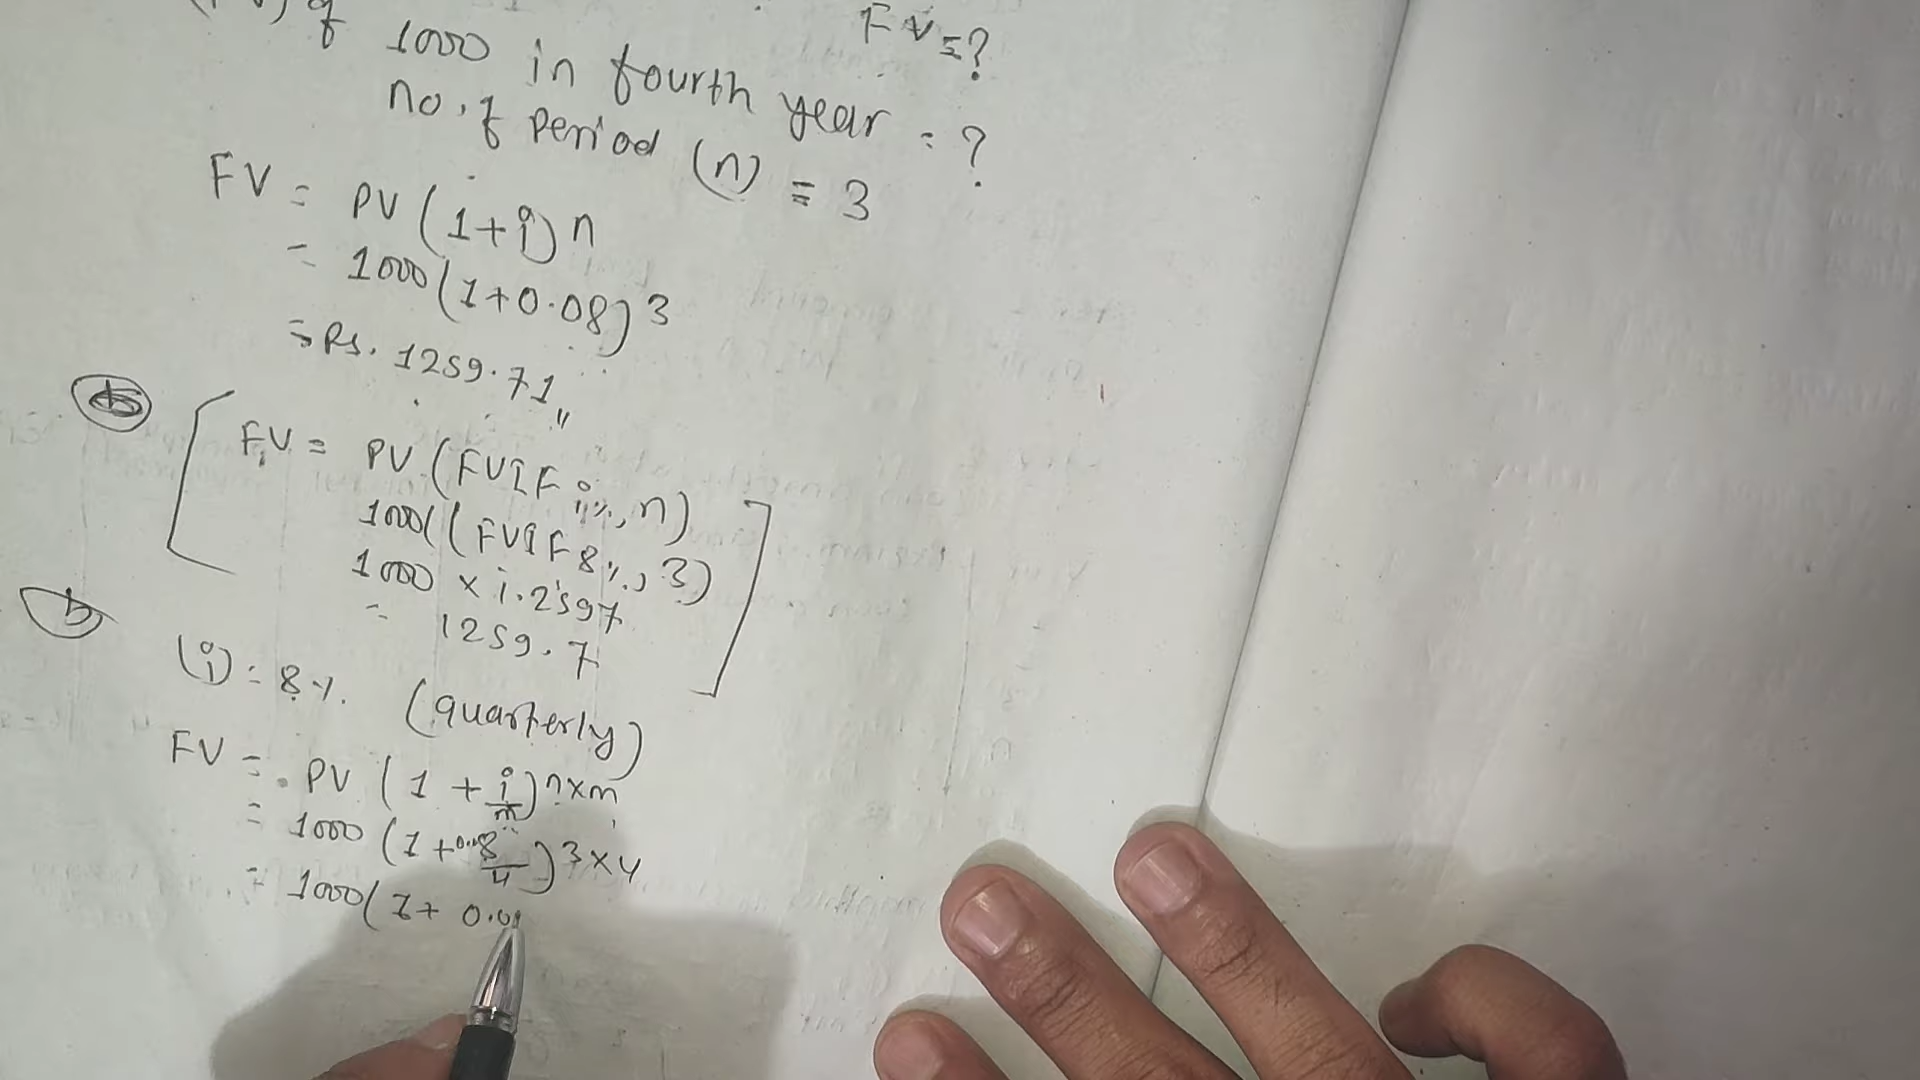 FV=?
of 1000 in fourth year = ?
no. of period (n) = 3
FV = PV (1+i) n
= 1000 (1+0.08) 3
= Rs. 1259.71
FV = PV (FVIF i%, n)
1000 (FVIF 8%, 3)
1000 x 1.2597
= 1259.7
b
(i) = 8%. (quarterly)
FV = PV (1 + i/m) n x m
= 1000 (1 + 0.08/4) 3 x 4
= 1000 (1 + 0.0